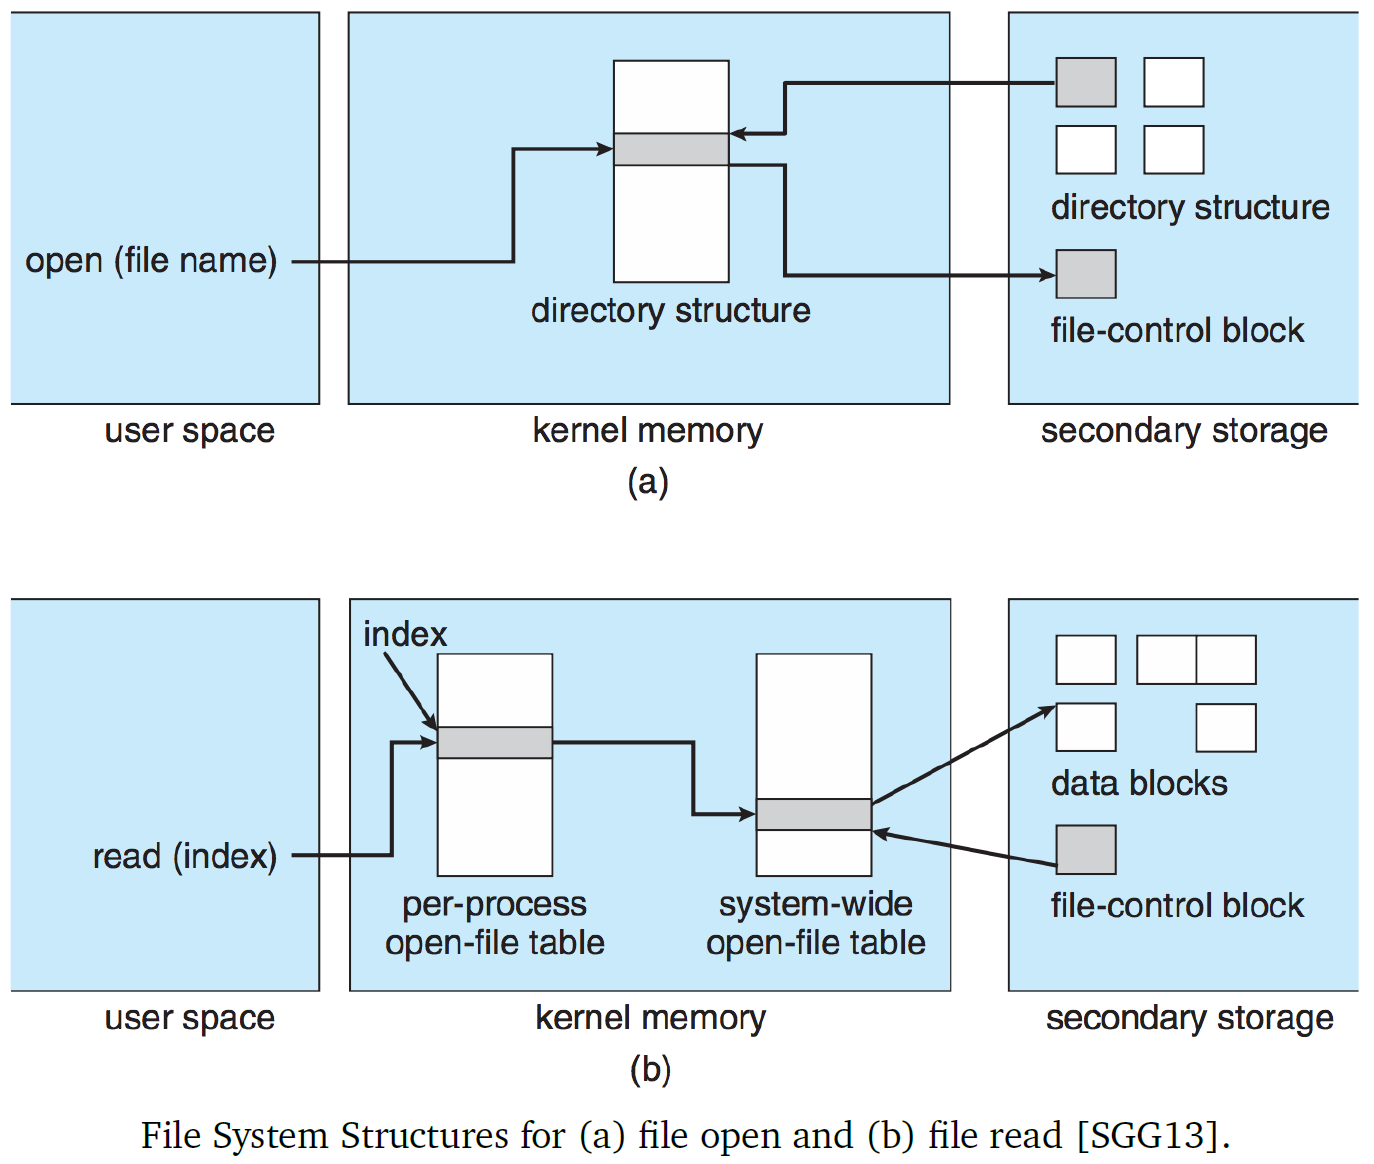 directory structure
open (file name)
directory structure
file-control block
user space
kernel memory
secondary storage
(a)
index
data blocks
read (index)
per-process
open-file table
system-wide
open-file table
file-control block
user space
kernel memory
secondary storage
(b)
File System Structures for (a) file open and (b) file read [SGG13].